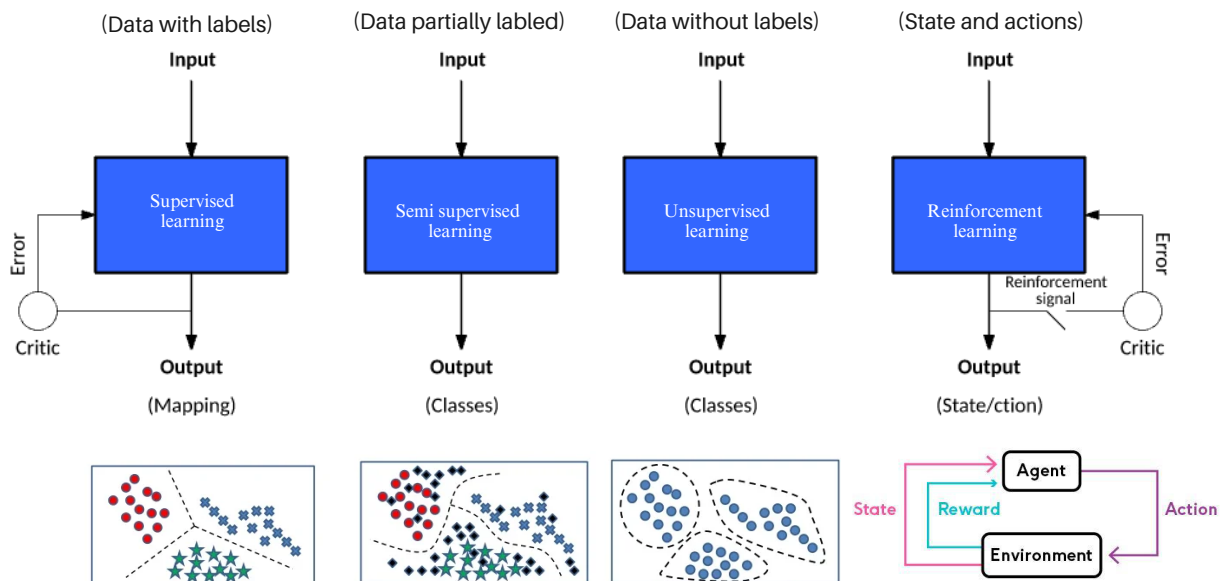 (Data with labels)
(Data partially labled)
(Data without labels)
(State and actions)
Input
Input
Input
Input
Supervised
learning
Semi supervised
learning
Unsupervised
learning
Reinforcement
learning
Error
Critic
Error
Reinforcement
signal
Critic
Output
Output
Output
Output
(Mapping)
(Classes)
(Classes)
(State/ction)
Agent
State
Reward
Action
Environment